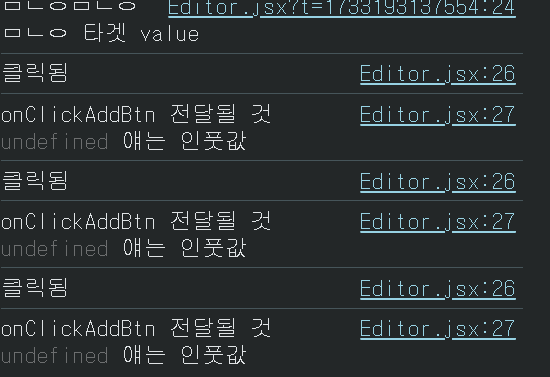 ㅁㄴㅇㅁㄴㅇ Editor.jsx?t=1733193137554:24
ㅁㄴㅇ 타겟 value
클릭됨 Editor.jsx:26
onClickAddBtn 전달될 것 Editor.jsx:27
undefined 얘는 인풋값
클릭됨 Editor.jsx:26
onClickAddBtn 전달될 것 Editor.jsx:27
undefined 얘는 인풋값
클릭됨 Editor.jsx:26
onClickAddBtn 전달될 것 Editor.jsx:27
undefined 얘는 인풋값